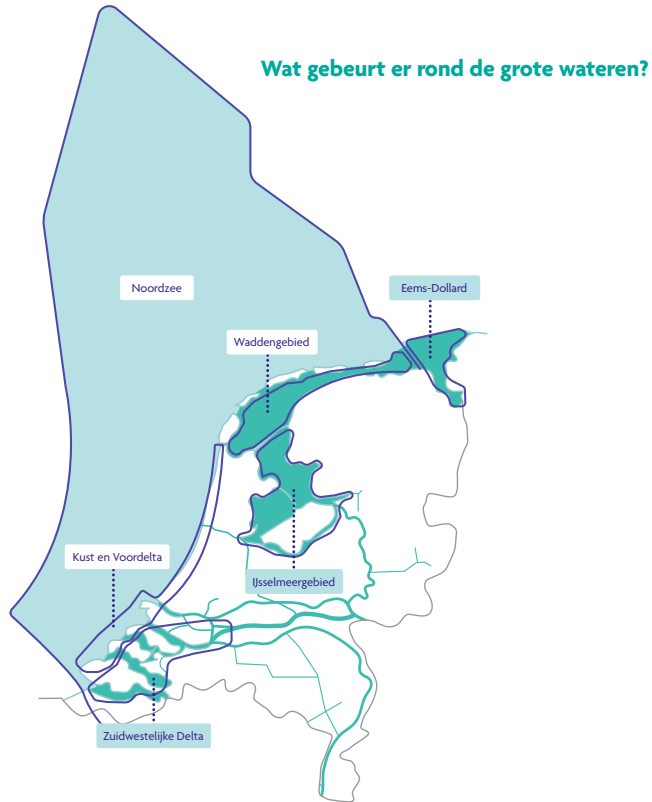 Wat gebeurt er rond de grote wateren?
Noordzee
Eems-Dollard
Waddengebied
Kust en Voordelta
IJsselmeergebied
Zuidwestelijke Delta